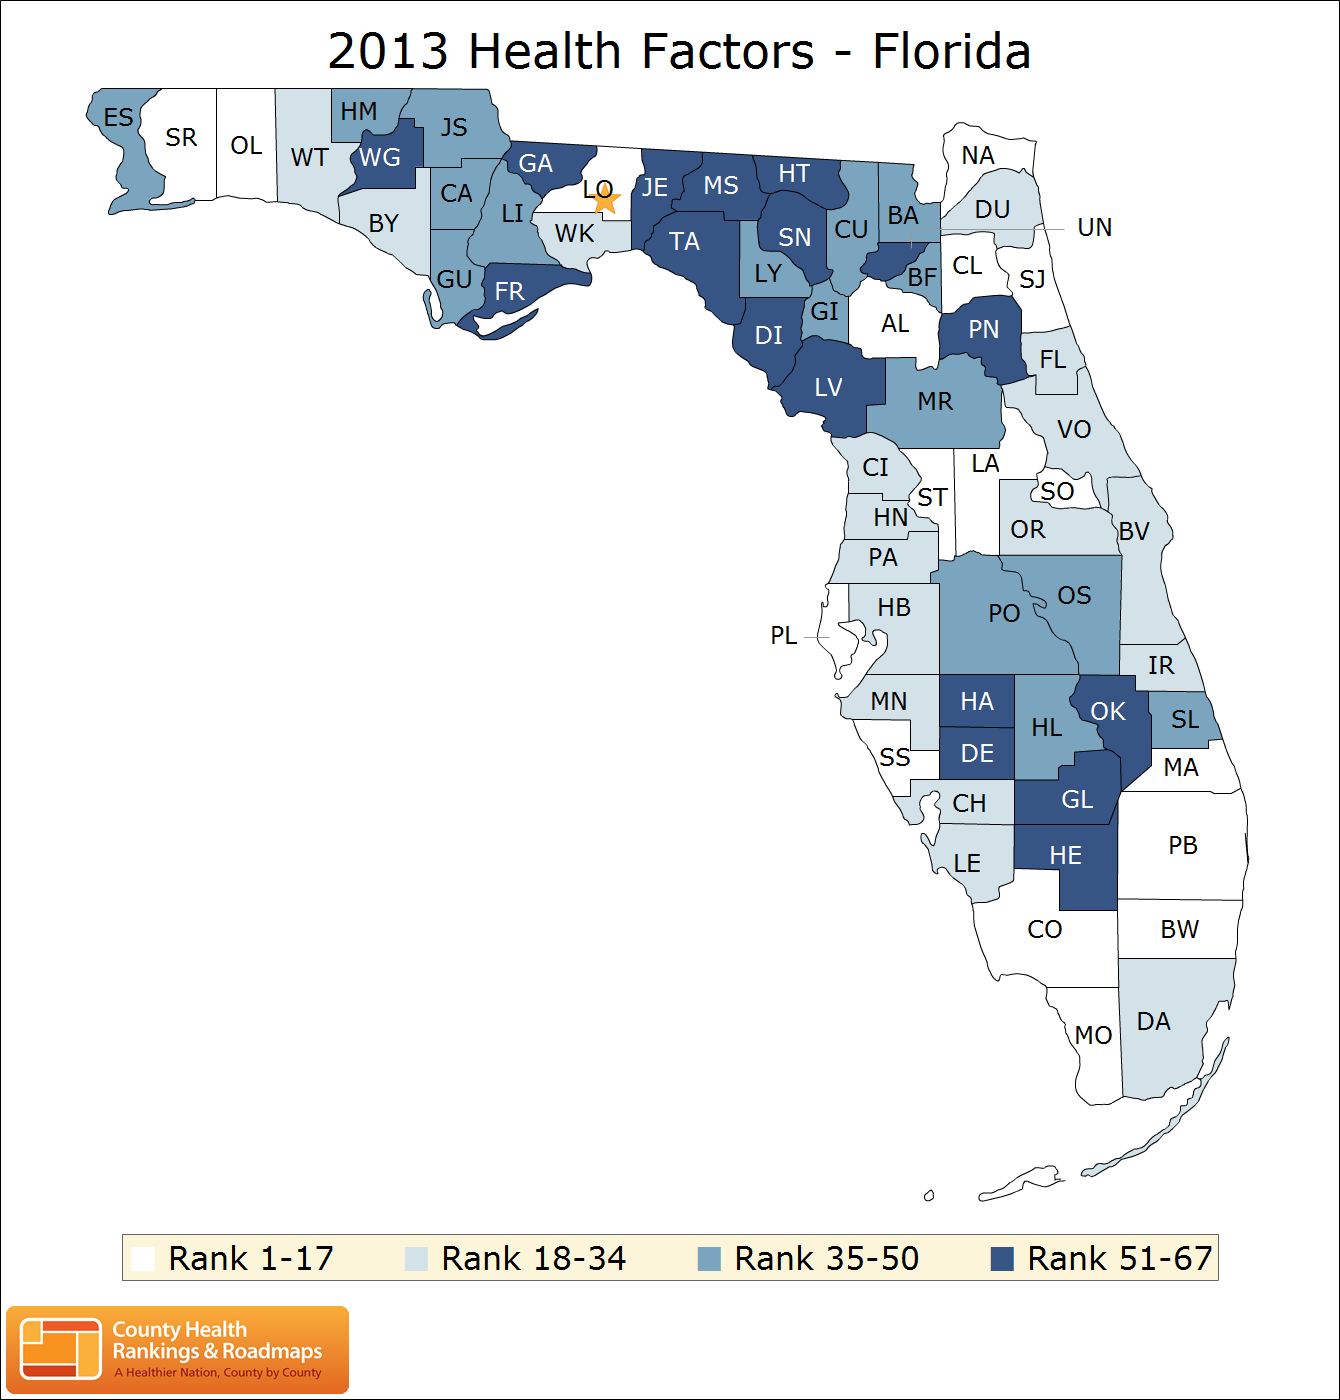 2013 Health Factors - Florida
ES
SR
OL
WT
HM
WG
JS
BY
CA
LI
GU
FR
GA
LO
WK
JE
MS
HT
TA
SN
LY
CU
BA
NA
DU
UN
BF
CL
SJ
GI
AL
PN
DI
LV
MR
FL
VO
CI
ST
LA
SO
HN
OR
BV
PA
HB
PO
OS
PL
IR
MN
HA
HL
OK
SL
SS
DE
MA
CH
GL
LE
HE
PB
CO
BW
MO
DA
Rank 1-17 Rank 18-34 Rank 35-50 Rank 51-67
County Health
Rankings & Roadmaps
A Healthier Nation, County by County